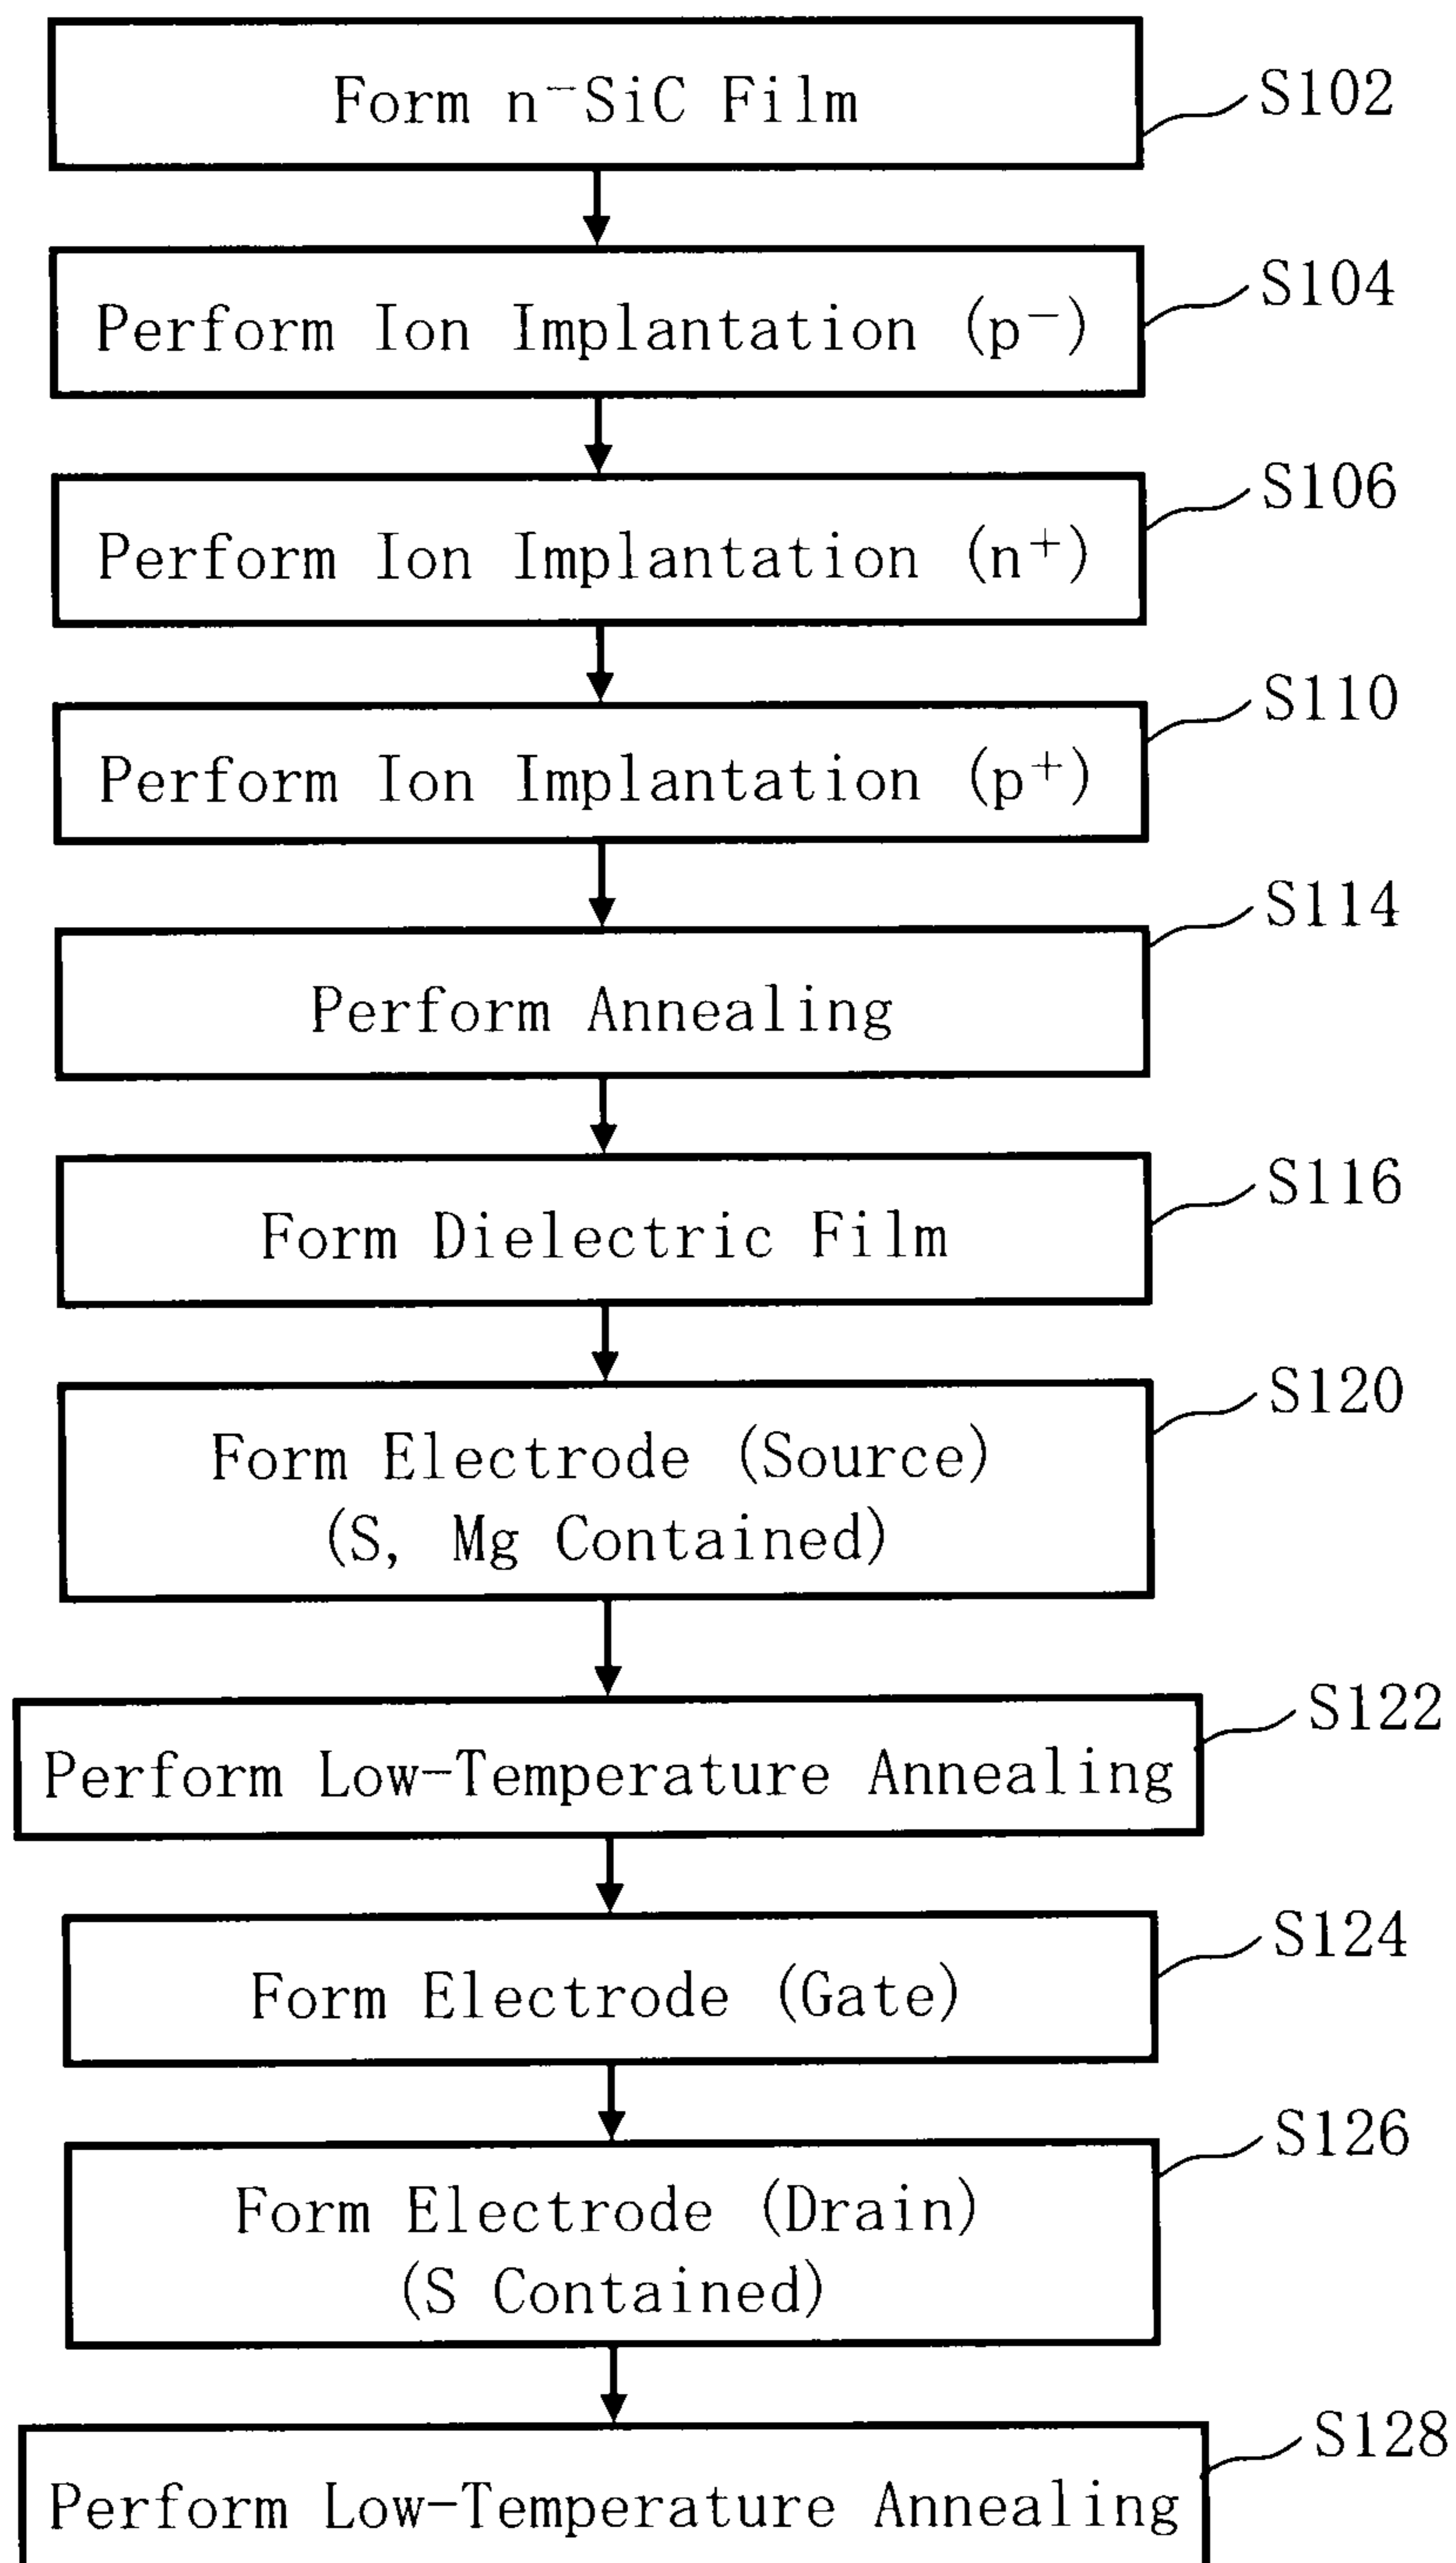 Form n⁻SiC Film
S102
Perform Ion Implantation (p⁻)
S104
Perform Ion Implantation (n⁺)
S106
Perform Ion Implantation (p⁺)
S110
Perform Annealing
S114
Form Dielectric Film
S116
Form Electrode (Source)
(S, Mg Contained)
S120
Perform Low-Temperature Annealing
S122
Form Electrode (Gate)
S124
Form Electrode (Drain)
(S Contained)
S126
Perform Low-Temperature Annealing
S128